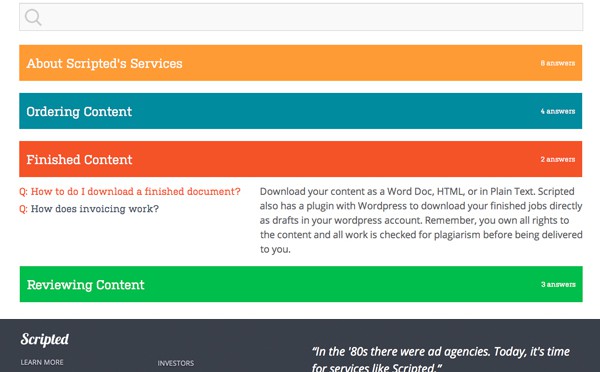 About Scripted's Services
8 answers
Ordering Content
4 answers
Finished Content
2 answers
Q: How to do I download a finished document?
Q: How does invoicing work?
Download your content as a Word Doc, HTML, or in Plain Text. Scripted
also has a plugin with Wordpress to download your finished jobs directly
as drafts in your wordpress account. Remember, you own all rights to
the content and all work is checked for plagiarism before being delivered
to you.
Reviewing Content
3 answers
Scripted
LEARN MORE
INVESTORS
“In the '80s there were ad agencies. Today, it's time
for services like Scripted.”